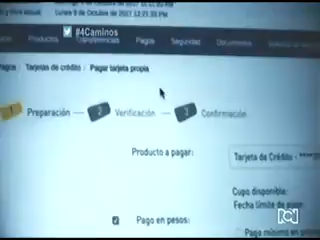 Lunes 9 de Octubre de 2017 12:21:33 PM
#4Caminos
Productos Transferencias Pagos Seguridad Documentos
Pagos / Tarjetas de crédito / Pagar tarjeta propia
1 Preparación 2 Verificación 3 Confirmación
Producto a pagar:
Tarjeta de Crédito -
Cupo disponible:
Fecha límite de pago:
Pago en pesos:
Pago mínimo en
RCN